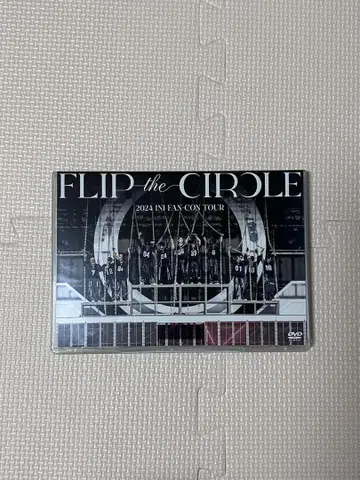 FLIP the CIRCLE
2024 INI FAN-CON TOUR
DVD